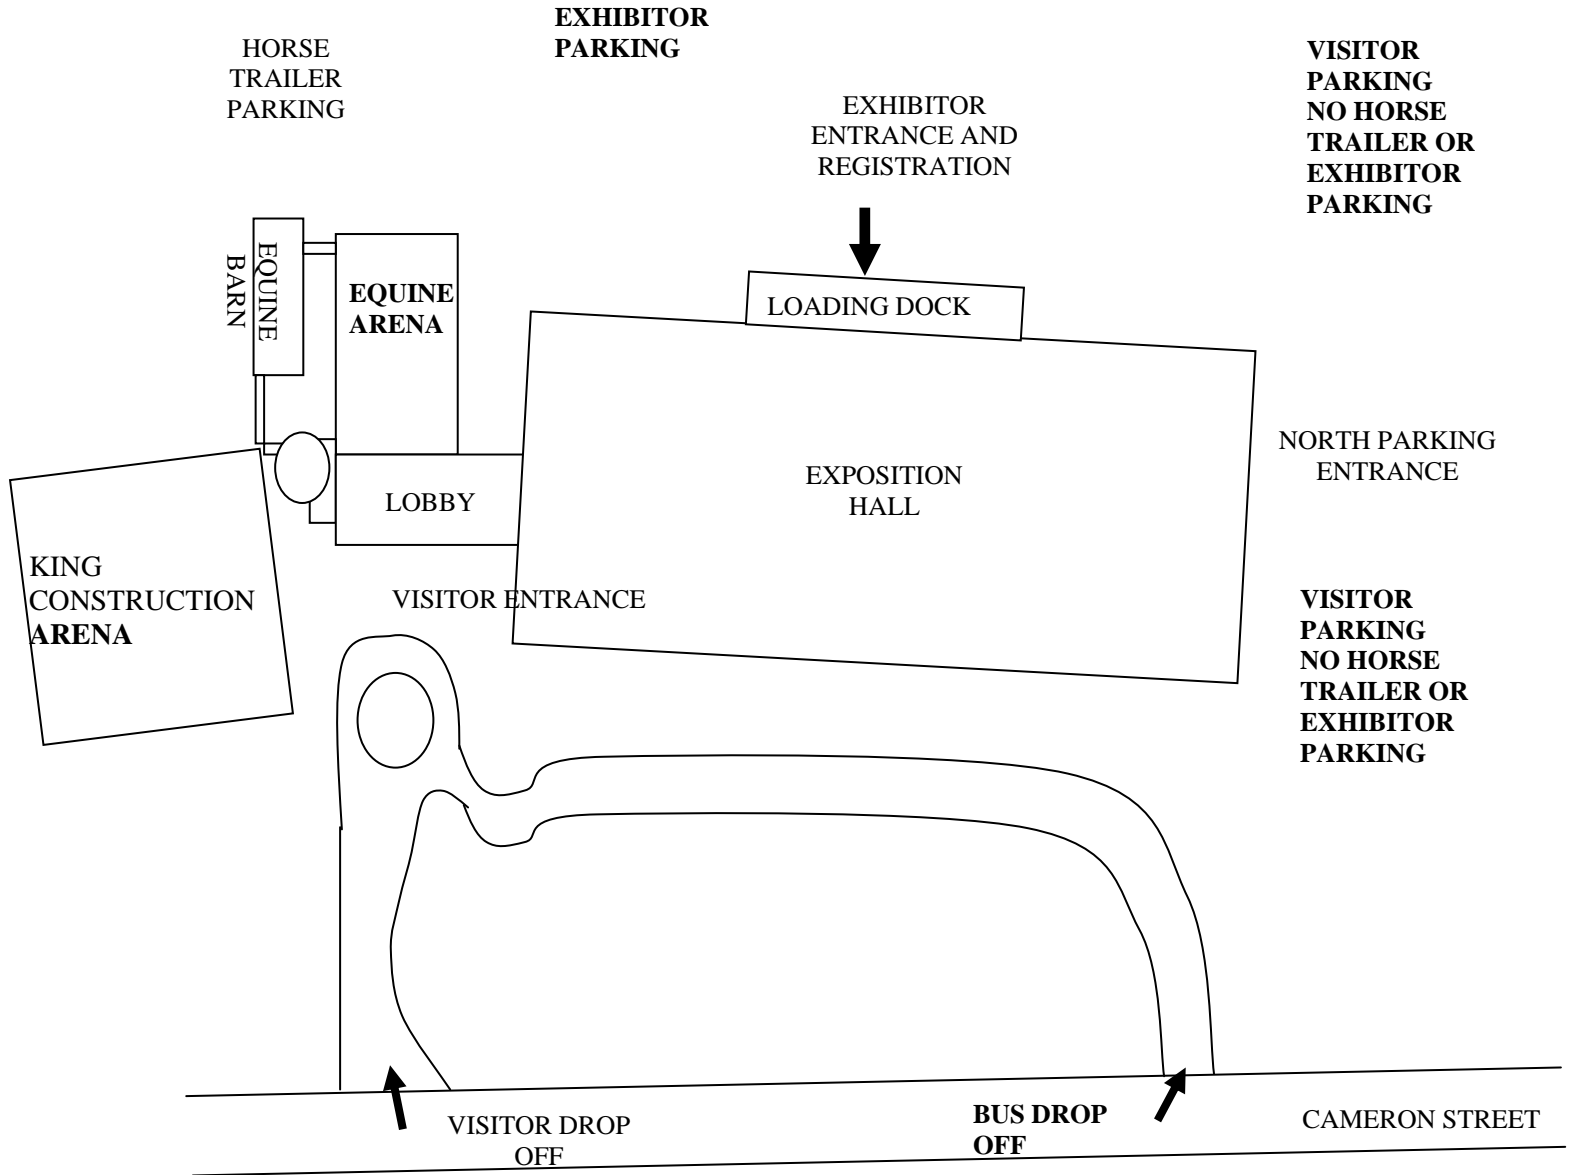 EXHIBITOR
PARKING
HORSE
TRAILER
PARKING
VISITOR
PARKING
NO HORSE
TRAILER OR
EXHIBITOR
PARKING
EXHIBITOR
ENTRANCE AND
REGISTRATION
EQUINE
BARN
EQUINE
ARENA
LOADING DOCK
NORTH PARKING
ENTRANCE
EXPOSITION
HALL
LOBBY
KING
CONSTRUCTION
ARENA
VISITOR ENTRANCE
VISITOR
PARKING
NO HORSE
TRAILER OR
EXHIBITOR
PARKING
VISITOR DROP
OFF
BUS DROP
OFF
CAMERON STREET